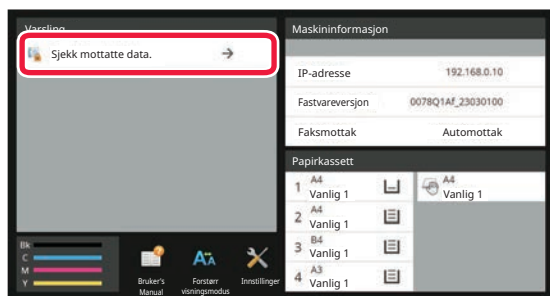 Varsling
Sjekk mottatte data.
Maskininformasjon
IP-adresse 192.168.0.10
Fastvareversjon 0078Q1Af_23030100
Faksmottak Automottak
Papirkassett
1 A4
Vanlig 1
A4
Vanlig 1
2 A4
Vanlig 1
3 B4
Vanlig 1
4 A3
Vanlig 1
Bk
C
M
Y
Bruker's
Manual
Forstørr
visningsmodus
Innstillinger